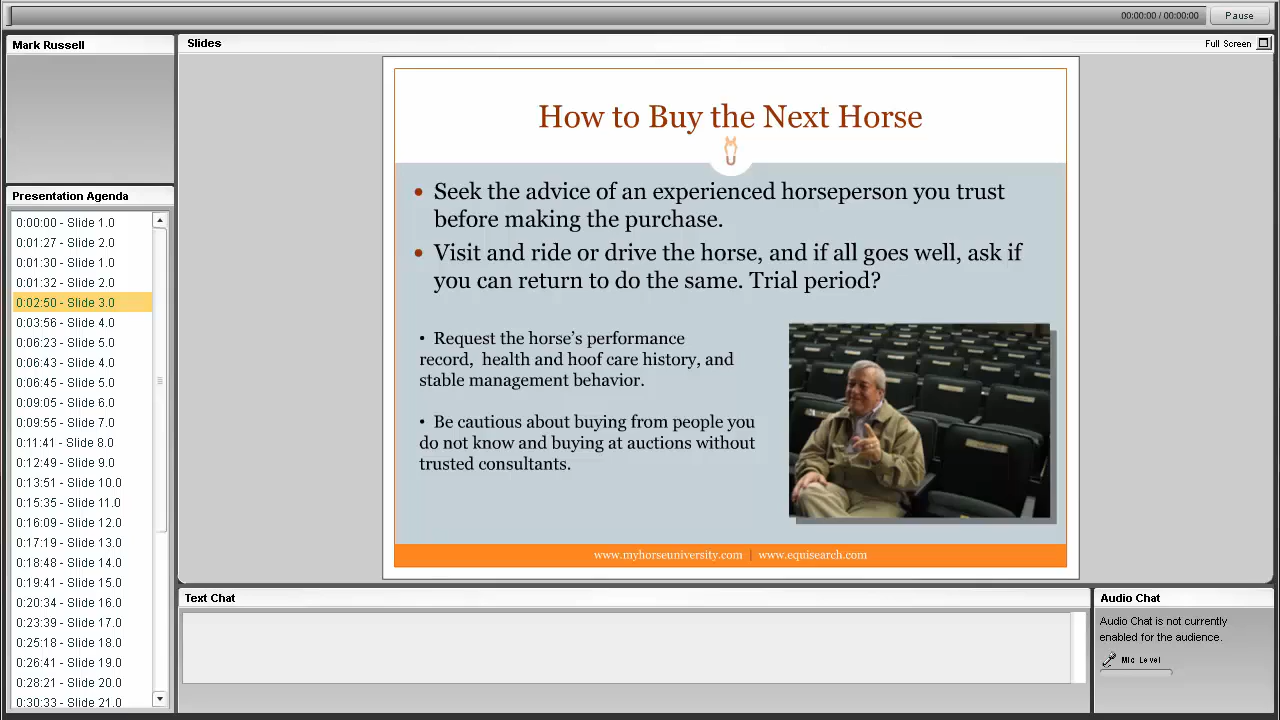 00:00:00 / 00:00:00
Pause
Mark Russell
Slides
Full Screen
How to Buy the Next Horse
• Seek the advice of an experienced horseperson you trust
before making the purchase.
• Visit and ride or drive the horse, and if all goes well, ask if
you can return to do the same. Trial period?
• Request the horse's performance
record, health and hoof care history, and
stable management behavior.
• Be cautious about buying from people you
do not know and buying at auctions without
trusted consultants.
www.myhorseuniversity.com | www.equisearch.com
Presentation Agenda
0:00:00 - Slide 1.0
0:01:27 - Slide 2.0
0:01:30 - Slide 1.0
0:01:32 - Slide 2.0
0:02:50 - Slide 3.0
0:03:56 - Slide 4.0
0:06:23 - Slide 5.0
0:06:43 - Slide 4.0
0:06:45 - Slide 5.0
0:09:05 - Slide 6.0
0:09:55 - Slide 7.0
0:11:41 - Slide 8.0
0:12:49 - Slide 9.0
0:13:51 - Slide 10.0
0:15:35 - Slide 11.0
0:16:09 - Slide 12.0
0:17:19 - Slide 13.0
0:18:48 - Slide 14.0
0:19:41 - Slide 15.0
0:20:34 - Slide 16.0
0:23:39 - Slide 17.0
0:25:18 - Slide 18.0
0:26:41 - Slide 19.0
0:28:21 - Slide 20.0
0:30:33 - Slide 21.0
Text Chat
Audio Chat
Audio Chat is not currently
enabled for the audience.
Mic Level